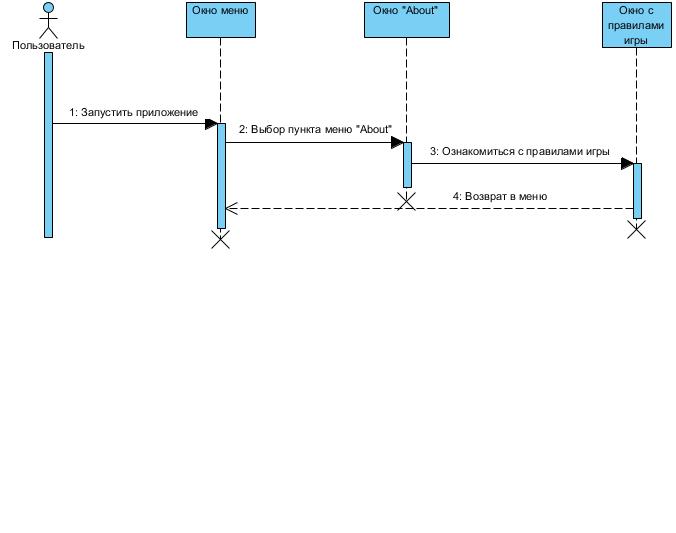 Пользователь
Окно меню
Окно "About"
Окно с
правилами
игры
1: Запустить приложение
2: Выбор пункта меню "About"
3: Ознакомиться с правилами игры
4: Возврат в меню